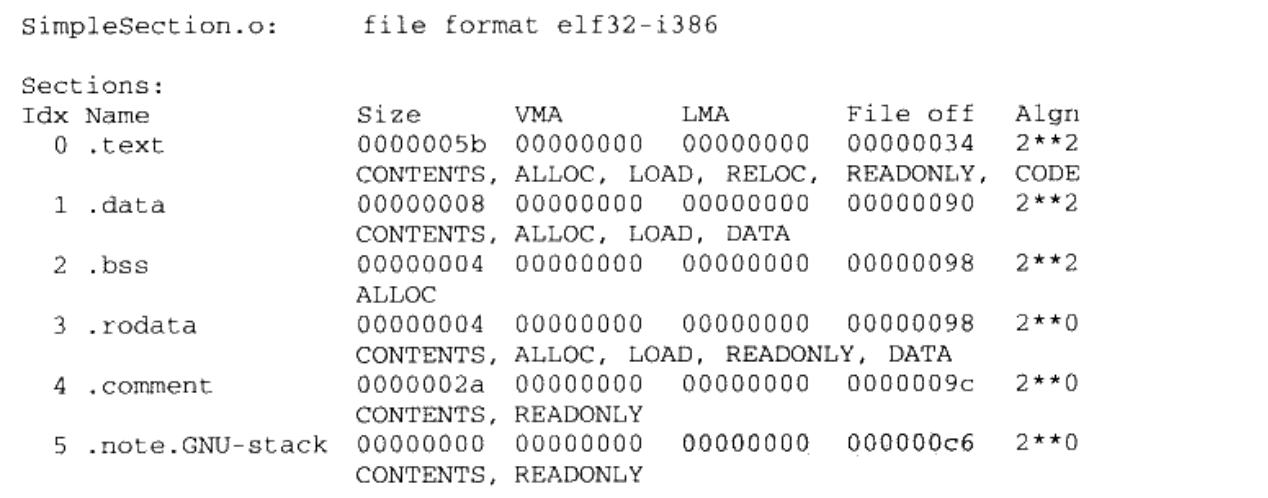 SimpleSection.o:     file format elf32-i386
Sections:
Idx Name              Size      VMA       LMA       File off  Algn
  0 .text             0000005b  00000000  00000000  00000034  2**2
                      CONTENTS, ALLOC, LOAD, RELOC, READONLY, CODE
  1 .data             00000008  00000000  00000000  00000090  2**2
                      CONTENTS, ALLOC, LOAD, DATA
  2 .bss              00000004  00000000  00000000  00000098  2**2
                      ALLOC
  3 .rodata           00000004  00000000  00000000  00000098  2**0
                      CONTENTS, ALLOC, LOAD, READONLY, DATA
  4 .comment          0000002a  00000000  00000000  0000009c  2**0
                      CONTENTS, READONLY
  5 .note.GNU-stack   00000000  00000000  00000000  000000c6  2**0
                      CONTENTS, READONLY